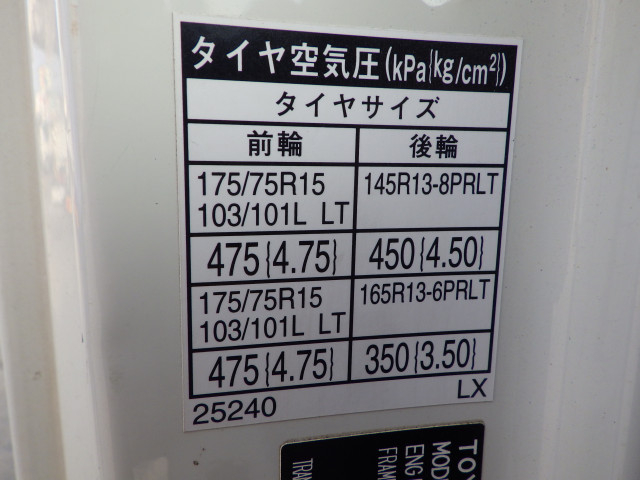 タイヤ空気圧(kPa{kg/cm²})
タイヤサイズ
前輪 後輪
175/75R15 145R13-8PRLT
103/101L LT
475{4.75} 450{4.50}
175/75R15 165R13-6PRLT
103/101L LT
475{4.75} 350{3.50}
25240 LX
TO
MOD
ENG
FRAM
TRA